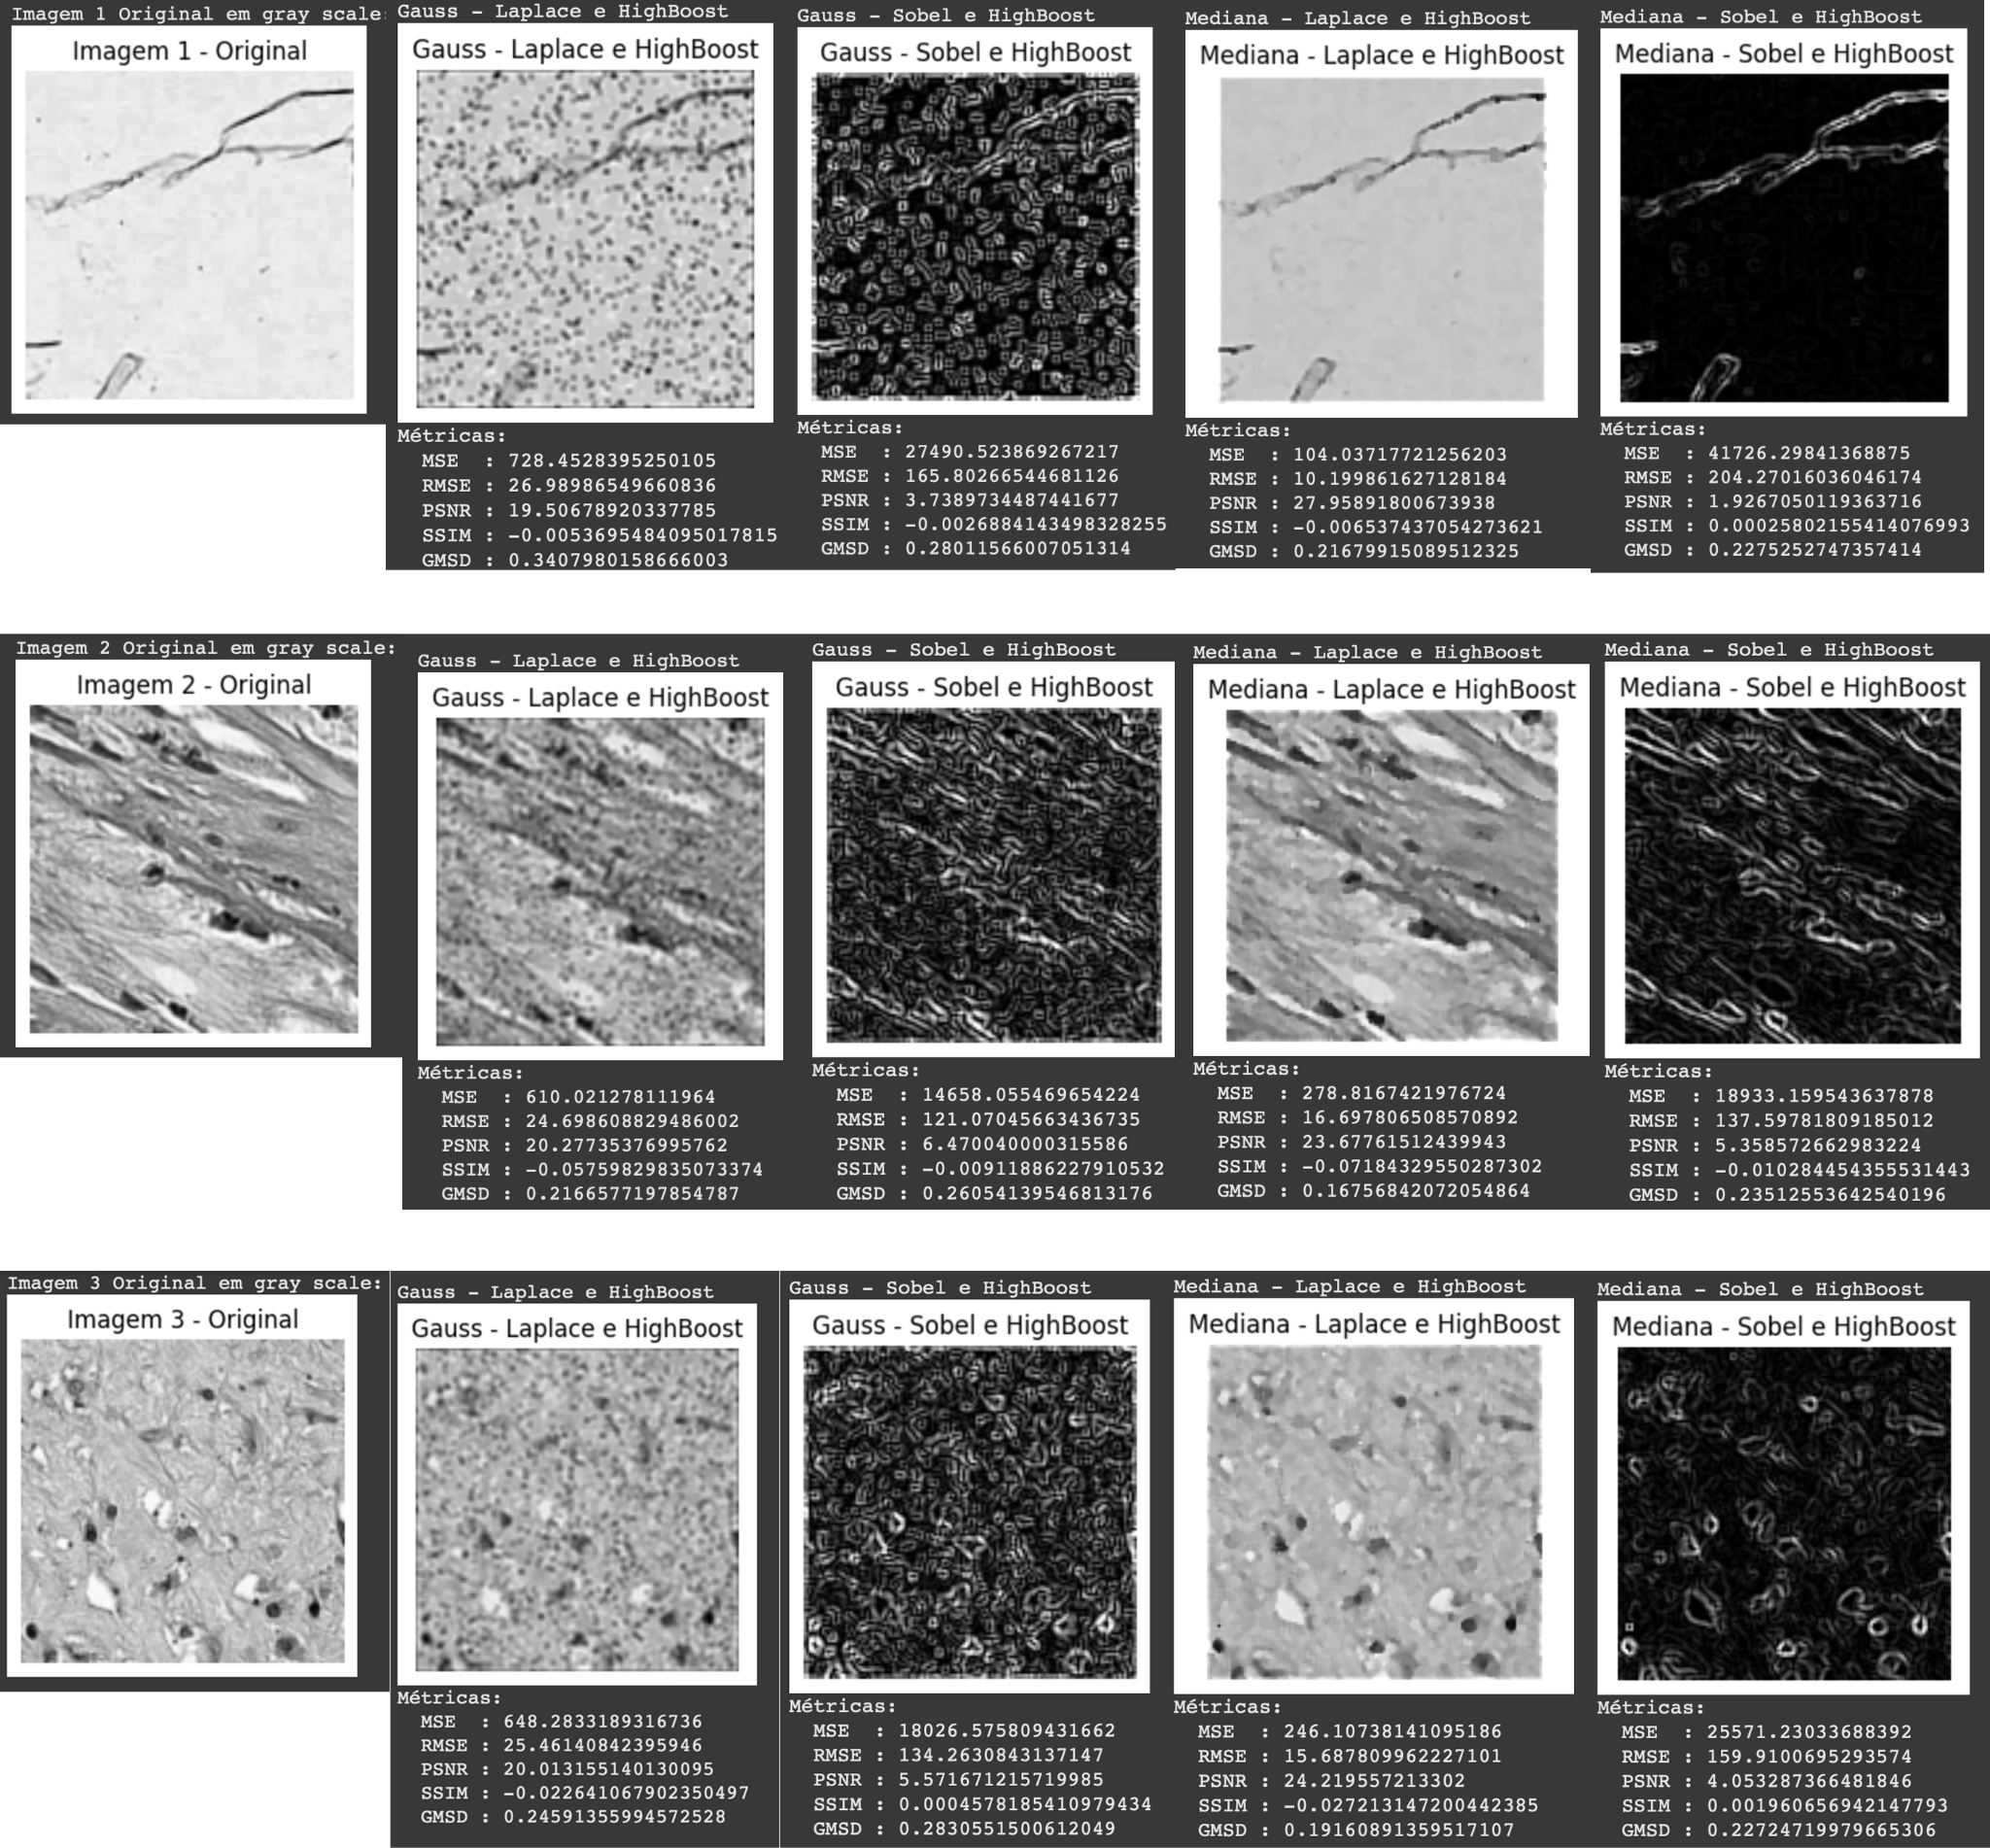 Imagem 1 Original em gray scale:
Imagem 1 - Original
Gauss - Laplace e HighBoost
Gauss - Laplace e HighBoost
Métricas:
MSE : 728.4528395250105
RMSE : 26.98986549660836
PSNR : 19.50678920337785
SSIM : -0.0053695484095017815
GMSD : 0.3407980158666003
Gauss - Sobel e HighBoost
Gauss - Sobel e HighBoost
Métricas:
MSE : 27490.523869267217
RMSE : 165.80266544681126
PSNR : 3.7389734487441677
SSIM : -0.0026884143498328255
GMSD : 0.28011566007051314
Mediana - Laplace e HighBoost
Mediana - Laplace e HighBoost
Métricas:
MSE : 104.03717721256203
RMSE : 10.199861627128184
PSNR : 27.95891800673938
SSIM : -0.006537437054273621
GMSD : 0.21679915089512325
Mediana - Sobel e HighBoost
Mediana - Sobel e HighBoost
Métricas:
MSE : 41726.29841368875
RMSE : 204.27016036046174
PSNR : 1.9267050119363716
SSIM : 0.00025802155414076993
GMSD : 0.2275252747357414
Imagem 2 Original em gray scale:
Imagem 2 - Original
Gauss - Laplace e HighBoost
Gauss - Laplace e HighBoost
Métricas:
MSE : 610.021278111964
RMSE : 24.698608829486002
PSNR : 20.27735376995762
SSIM : -0.05759829835073374
GMSD : 0.2166577197854787
Gauss - Sobel e HighBoost
Gauss - Sobel e HighBoost
Métricas:
MSE : 14658.055469654224
RMSE : 121.07045663436735
PSNR : 6.470040000315586
SSIM : -0.00911886227910532
GMSD : 0.26054139546813176
Mediana - Laplace e HighBoost
Mediana - Laplace e HighBoost
Métricas:
MSE : 278.8167421976724
RMSE : 16.697806508570892
PSNR : 23.67761512439943
SSIM : -0.07184329550287302
GMSD : 0.16756842072054864
Mediana - Sobel e HighBoost
Mediana - Sobel e HighBoost
Métricas:
MSE : 18933.159543637878
RMSE : 137.59781809185012
PSNR : 5.358572662983224
SSIM : -0.010284454355531443
GMSD : 0.23512553642540196
Imagem 3 Original em gray scale:
Imagem 3 - Original
Gauss - Laplace e HighBoost
Gauss - Laplace e HighBoost
Métricas:
MSE : 648.2833189316736
RMSE : 25.46140842395946
PSNR : 20.013155140130095
SSIM : -0.022641067902350497
GMSD : 0.24591355994572528
Gauss - Sobel e HighBoost
Gauss - Sobel e HighBoost
Métricas:
MSE : 18026.575809431662
RMSE : 134.2630843137147
PSNR : 5.571671215719985
SSIM : 0.0004578185410979434
GMSD : 0.2830551500612049
Mediana - Laplace e HighBoost
Mediana - Laplace e HighBoost
Métricas:
MSE : 246.10738141095186
RMSE : 15.687809962227101
PSNR : 24.219557213302
SSIM : -0.027213147200442385
GMSD : 0.19160891359517107
Mediana - Sobel e HighBoost
Mediana - Sobel e HighBoost
Métricas:
MSE : 25571.23033688392
RMSE : 159.9100695293574
PSNR : 4.053287366481846
SSIM : 0.001960656942147793
GMSD : 0.22724719979665306